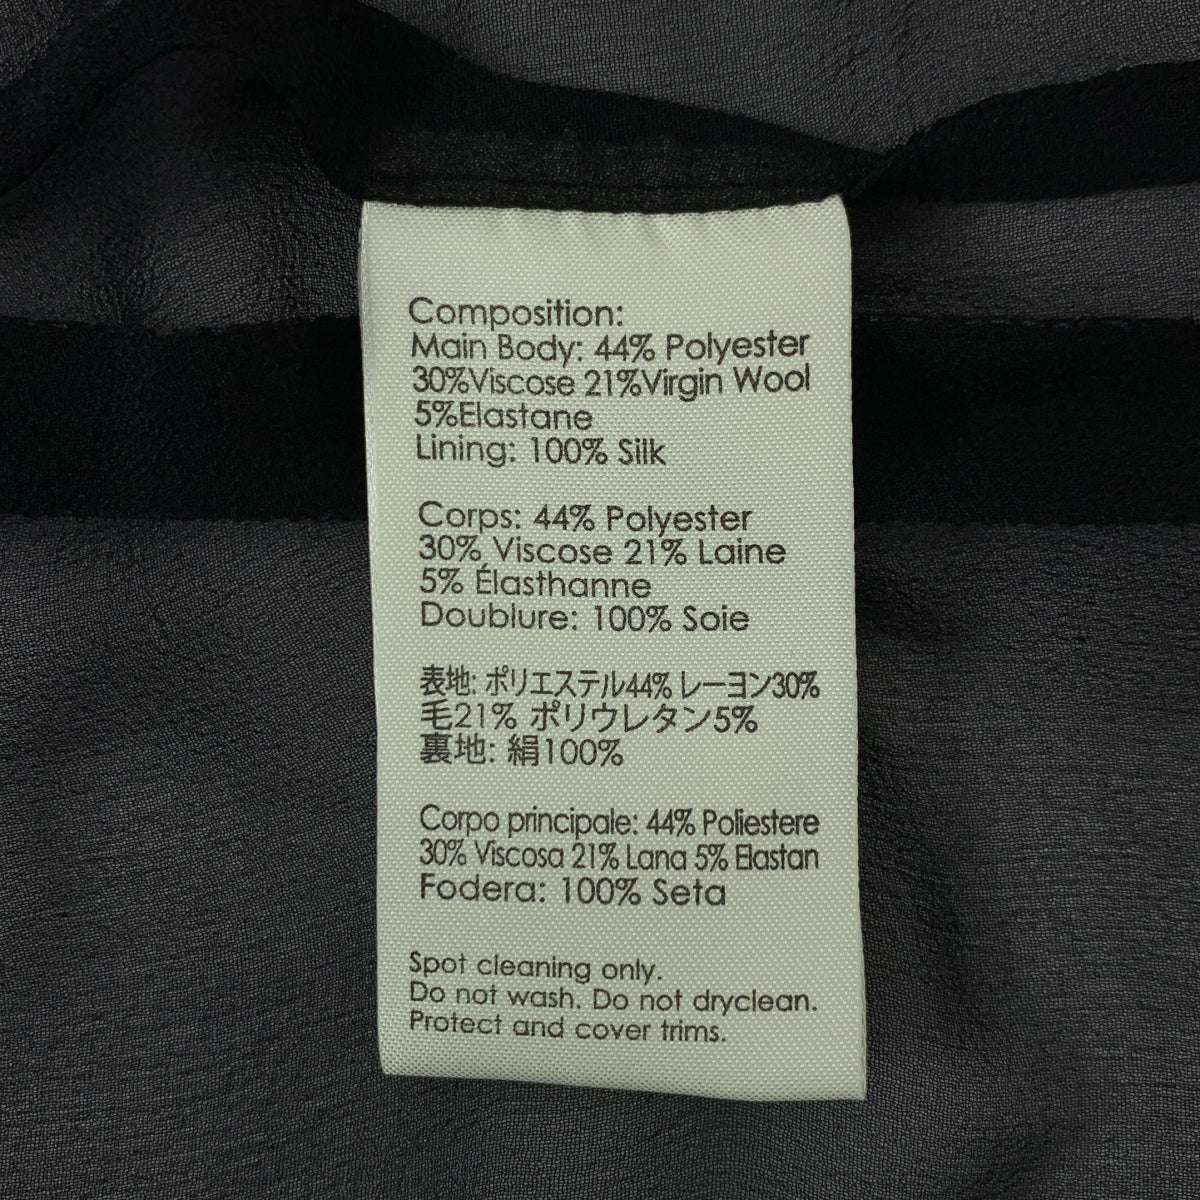 Composition:
Main Body: 44% Polyester
30%Viscose 21%Virgin Wool
5%Elastane
Lining: 100% Silk
Corps: 44% Polyester
30% Viscose 21% Laine
5% Élasthanne
Doublure: 100% Soie
表地: ポリエステル44% レーヨン30%
毛21% ポリウレタン5%
裏地: 絹100%
Corpo principale: 44% Poliestere
30% Viscosa 21% Lana 5% Elastan
Fodera: 100% Seta
Spot cleaning only.
Do not wash. Do not dryclean.
Protect and cover trims.